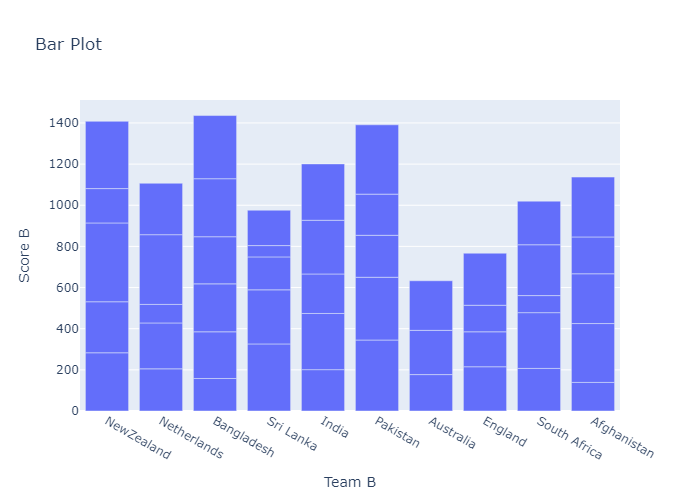 Bar Plot
Score B
1400
1200
1000
800
600
400
200
0
NewZealand
Netherlands
Bangladesh
Sri Lanka
India
Pakistan
Australia
England
South Africa
Afghanistan
Team B